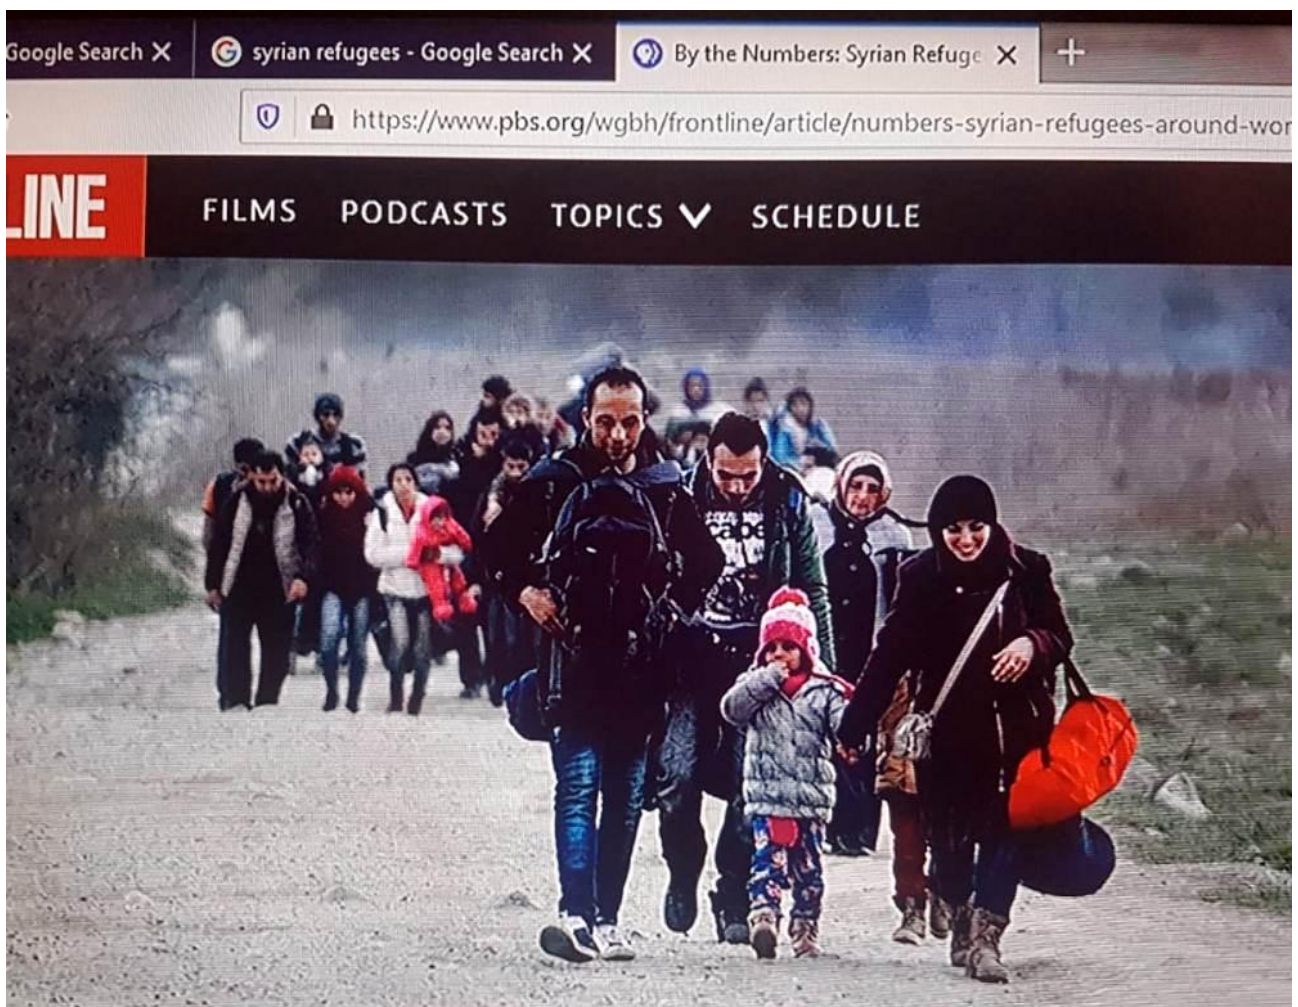 Google Search
syrian refugees - Google Search
By the Numbers: Syrian Refuge
https://www.pbs.org/wgbh/frontline/article/numbers-syrian-refugees-around-wor
LINE
FILMS PODCASTS TOPICS SCHEDULE
cape